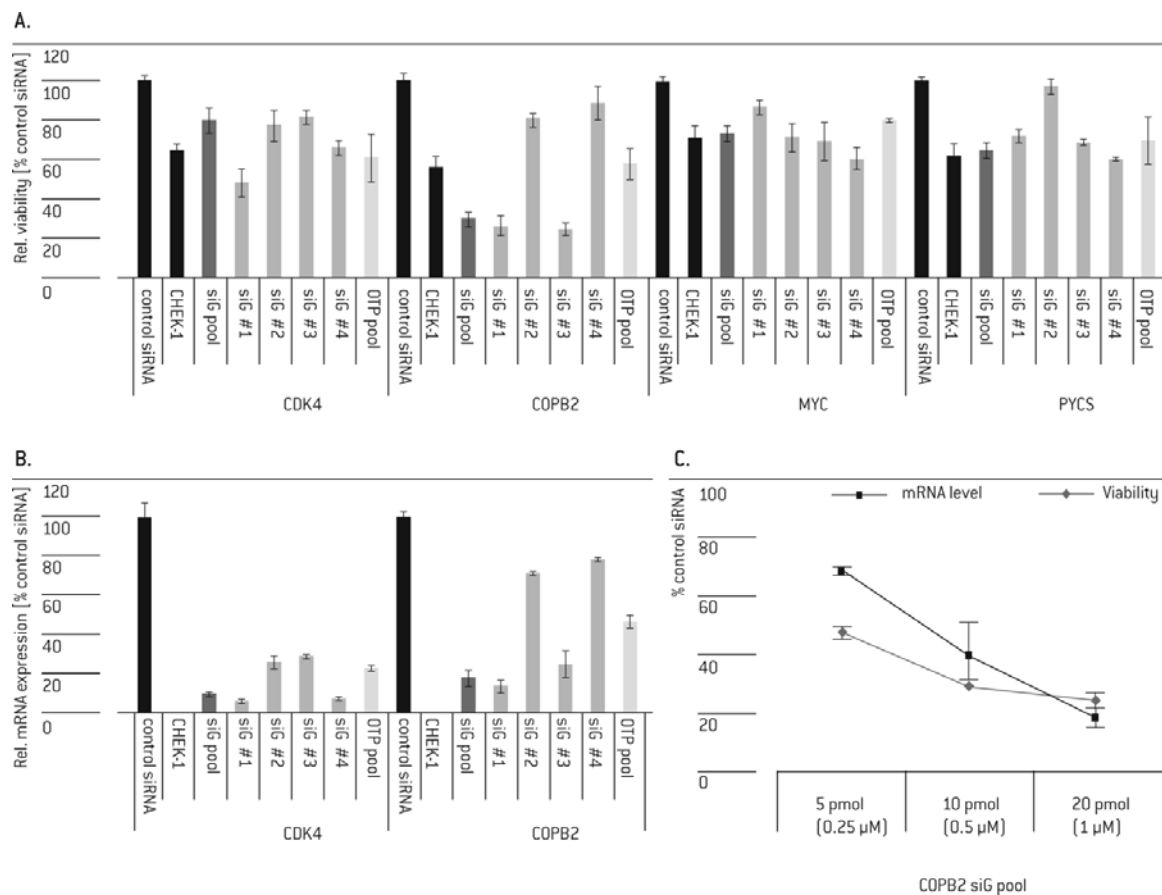 A.
Rel. viability [% control siRNA]
120
100
80
60
40
20
0
control siRNA
CHEK-1
siG pool
siG #1
siG #2
siG #3
siG #4
OTP pool
control siRNA
CHEK-1
siG pool
siG #1
siG #2
siG #3
siG #4
OTP pool
control siRNA
CHEK-1
siG pool
siG #1
siG #2
siG #3
siG #4
OTP pool
control siRNA
CHEK-1
siG pool
siG #1
siG #2
siG #3
siG #4
OTP pool
CDK4
COPB2
MYC
PYCS
B.
Rel. mRNA expression [% control siRNA]
120
100
80
60
40
20
0
control siRNA
CHEK-1
siG pool
siG #1
siG #2
siG #3
siG #4
OTP pool
control siRNA
CHEK-1
siG pool
siG #1
siG #2
siG #3
siG #4
OTP pool
CDK4
COPB2
C.
% control siRNA
100
80
60
40
20
0
mRNA level
Viability
5 pmol
(0.25 µM)
10 pmol
(0.5 µM)
20 pmol
(1 µM)
COPB2 siG pool